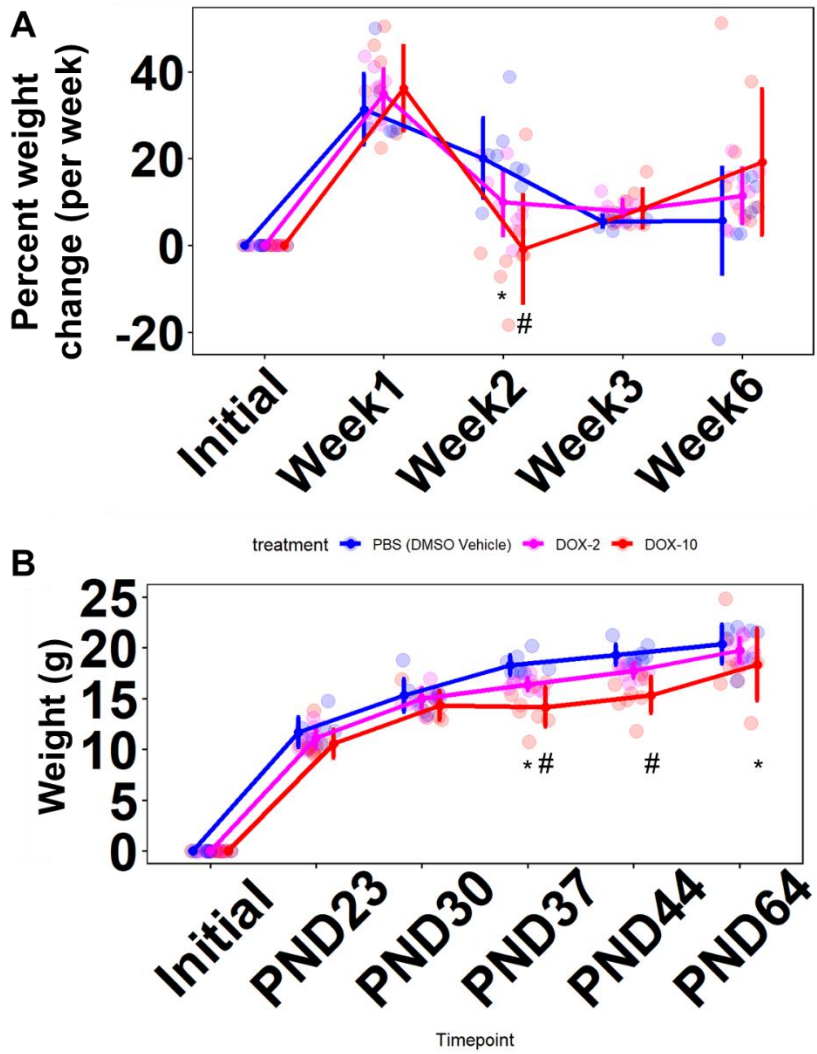 A
Percent weight
change (per week)
40
20
0
-20
*
#
Initial
Week1
Week2
Week3
Week6
treatment PBS (DMSO Vehicle) DOX-2 DOX-10
B
Weight (g)
25
20
15
10
5
0
* # # *
Initial
PND23
PND30
PND37
PND44
PND64
Timepoint